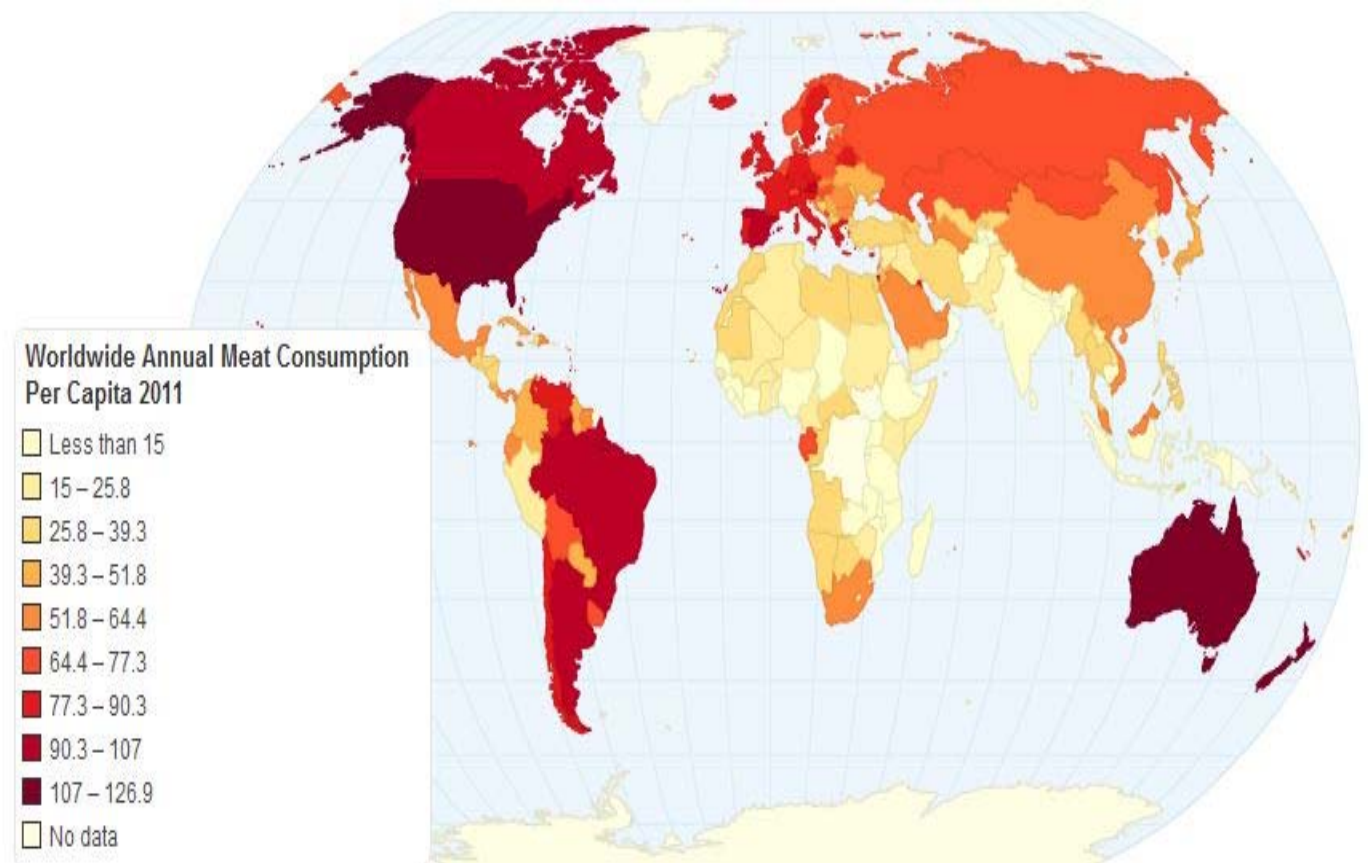 Worldwide Annual Meat Consumption
Per Capita 2011
Less than 15
15 – 25.8
25.8 – 39.3
39.3 – 51.8
51.8 – 64.4
64.4 – 77.3
77.3 – 90.3
90.3 – 107
107 – 126.9
No data